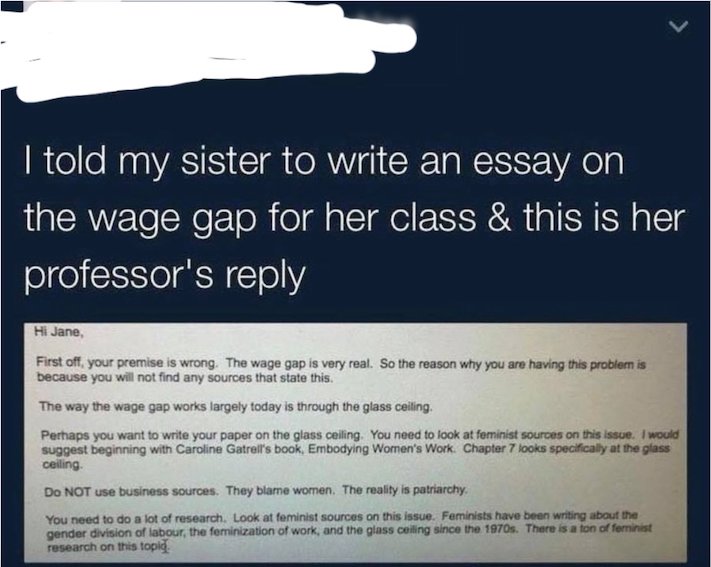 I told my sister to write an essay on
the wage gap for her class & this is her
professor's reply
Hi Jane,
First off, your premise is wrong. The wage gap is very real. So the reason why you are having this problem is
because you will not find any sources that state this.
The way the wage gap works largely today is through the glass ceiling.
Perhaps you want to write your paper on the glass ceiling. You need to look at feminist sources on this issue. I would
suggest beginning with Caroline Gatrell's book, Embodying Women's Work. Chapter 7 looks specifically at the glass
ceiling.
Do NOT use business sources. They blame women. The reality is patriarchy.
You need to do a lot of research. Look at feminist sources on this issue. Feminists have been writing about the
gender division of labour, the feminization of work, and the glass ceiling since the 1970s. There is a ton of feminist
research on this topic.